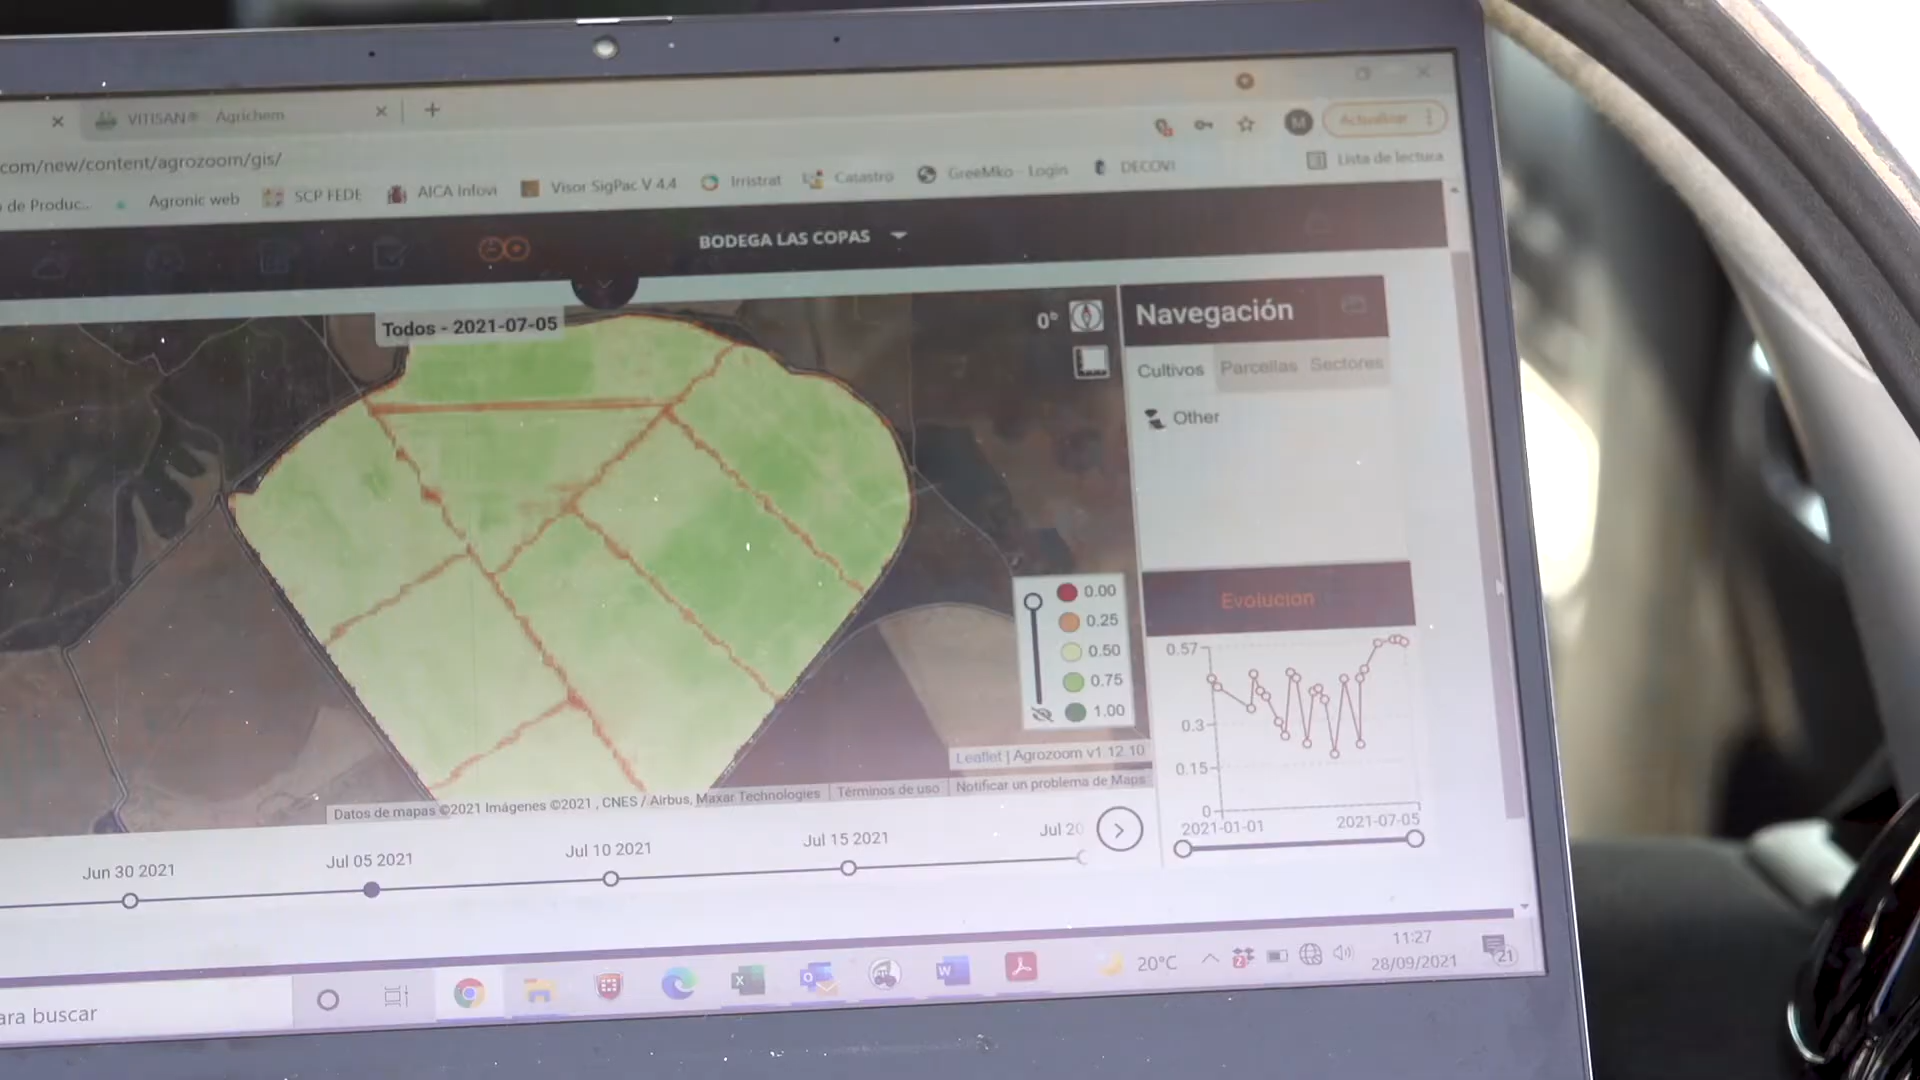 VITISAN® Agrichem
com/new/content/agrozoom/gis/
Actualizar
de Produc...
Agronic web
SCP FEDE
AICA Infovi
Visor SigPac V 4.4
Irristrat
Catastro
GreeMko - Login
DECOVI
Lista de lectura
BODEGA LAS COPAS
Todos - 2021-07-05
0°
Navegación
Cultivos Parcelas Sectores
Other
0.00
0.25
0.50
0.75
1.00
Evolucion
0.57
0.3
0.15
0
2021-01-01 2021-07-05
Leaflet | Agrozoom v1.12.10
Datos de mapas ©2021 Imágenes ©2021 , CNES / Airbus, Maxar Technologies
Términos de uso
Notificar un problema de Maps
Jun 30 2021
Jul 05 2021
Jul 10 2021
Jul 15 2021
Jul 20
ara buscar
20°C
11:27
28/09/2021
21